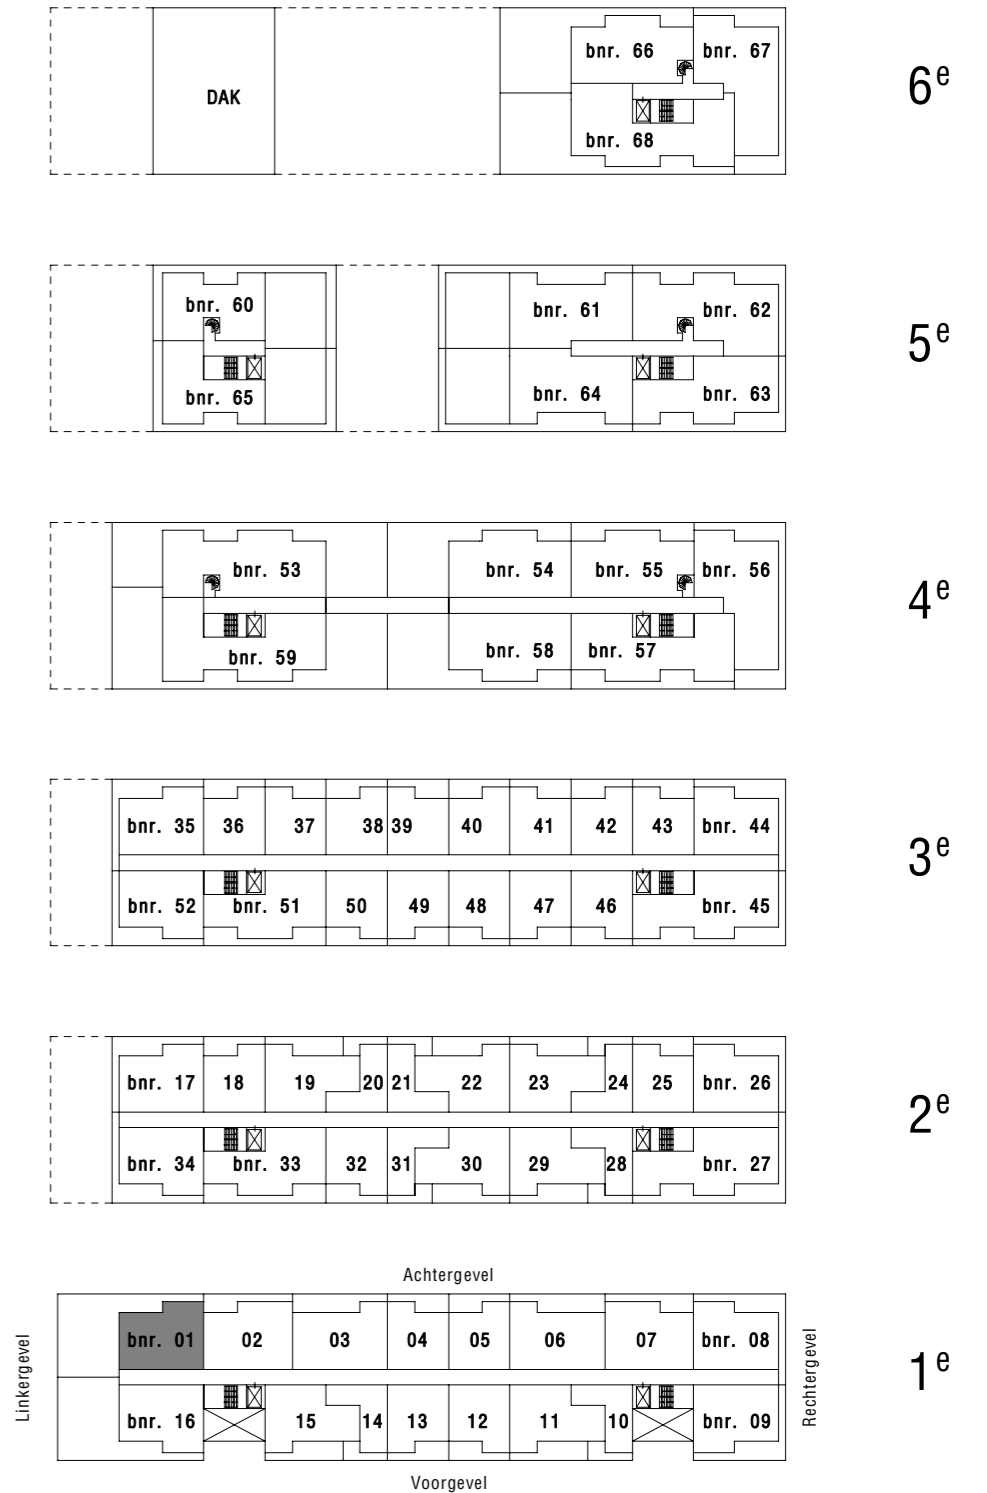 bnr. 66 bnr. 67
6e
DAK
bnr. 68
bnr. 60 bnr. 61 bnr. 62
5e
bnr. 65 bnr. 64 bnr. 63
bnr. 53 bnr. 54 bnr. 55 bnr. 56
4e
bnr. 59 bnr. 58 bnr. 57
bnr. 35 36 37 38 39 40 41 42 43 bnr. 44
3e
bnr. 52 bnr. 51 50 49 48 47 46 bnr. 45
bnr. 17 18 19 20 21 22 23 24 25 bnr. 26
2e
bnr. 34 bnr. 33 32 31 30 29 28 bnr. 27
Achtergevel
bnr. 01 02 03 04 05 06 07 bnr. 08
Linkergevel
Rechtergevel
1e
bnr. 16 15 14 13 12 11 10 bnr. 09
Voorgevel